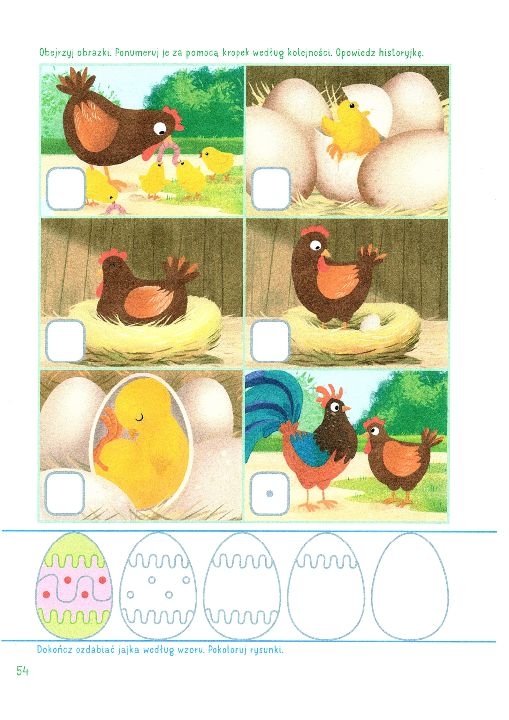 Obejrzyj obrazki. Ponumeruj je za pomocą kropek według kolejności. Opowiedz historyjkę.
Dokończ ozdabiać jajka według wzoru. Pokoloruj rysunki.
54